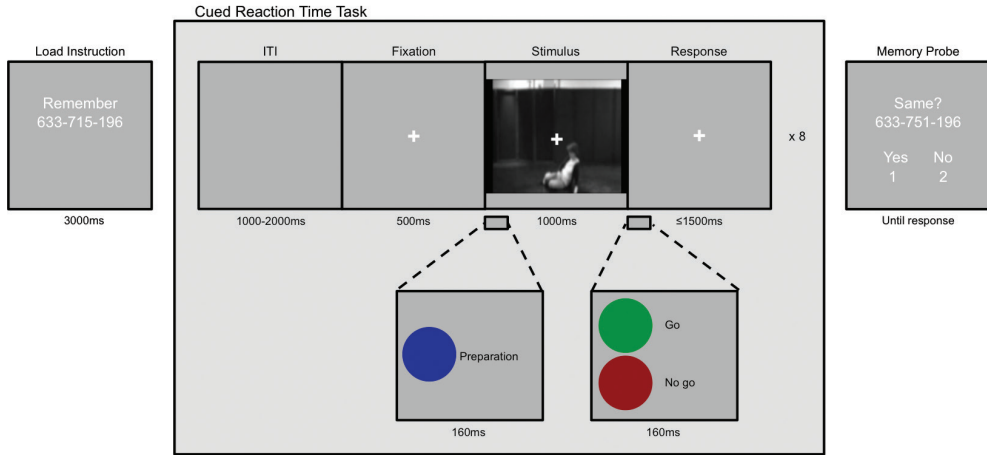 Cued Reaction Time Task
Load Instruction
Remember
633-715-196
3000ms
ITI
1000-2000ms
Fixation
500ms
Stimulus
1000ms
Response
≤1500ms
x 8
Preparation
160ms
Go
No go
160ms
Memory Probe
Same?
633-751-196
Yes No
1 2
Until response